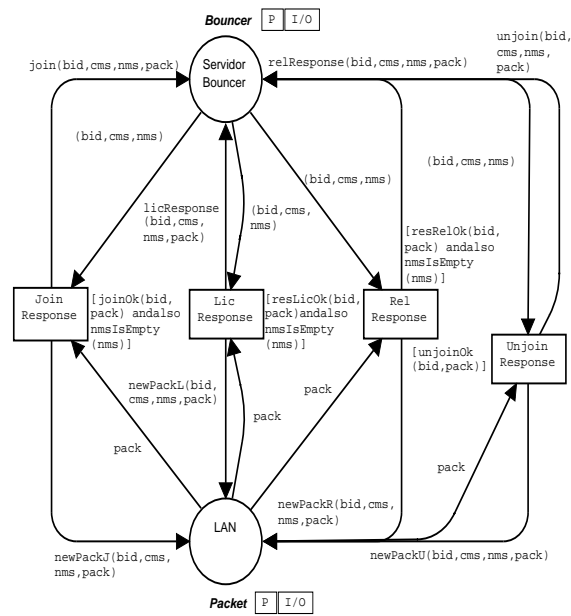 Bouncer P I/O
unjoin(bid,
cms,nms,
pack)
join(bid,cms,nms,pack)
Servidor
Bouncer
relResponse(bid,cms,nms,pack)
(bid,cms,nms)
licResponse
(bid,cms,
nms,pack)
(bid,cms,
nms)
(bid,cms,nms)
(bid,cms,nms)
[resRelOk(bid,
pack) andalso
nmsIsEmpty
(nms)]
Join
Response
[joinOk(bid,
pack) andalso
nmsIsEmpty
(nms)]
Lic
Response
[resLicOk(bid,
pack)andalso
nmsIsEmpty
(nms)]
Rel
Response
Unjoin
Response
[unjoinOk
(bid,pack)]
newPackL(bid,
cms,nms,pack)
pack
pack
pack
pack
LAN
newPackR(bid,cms,
nms,pack)
newPackJ(bid,cms,
nms,pack)
newPackU(bid,cms,nms,pack)
Packet P I/O